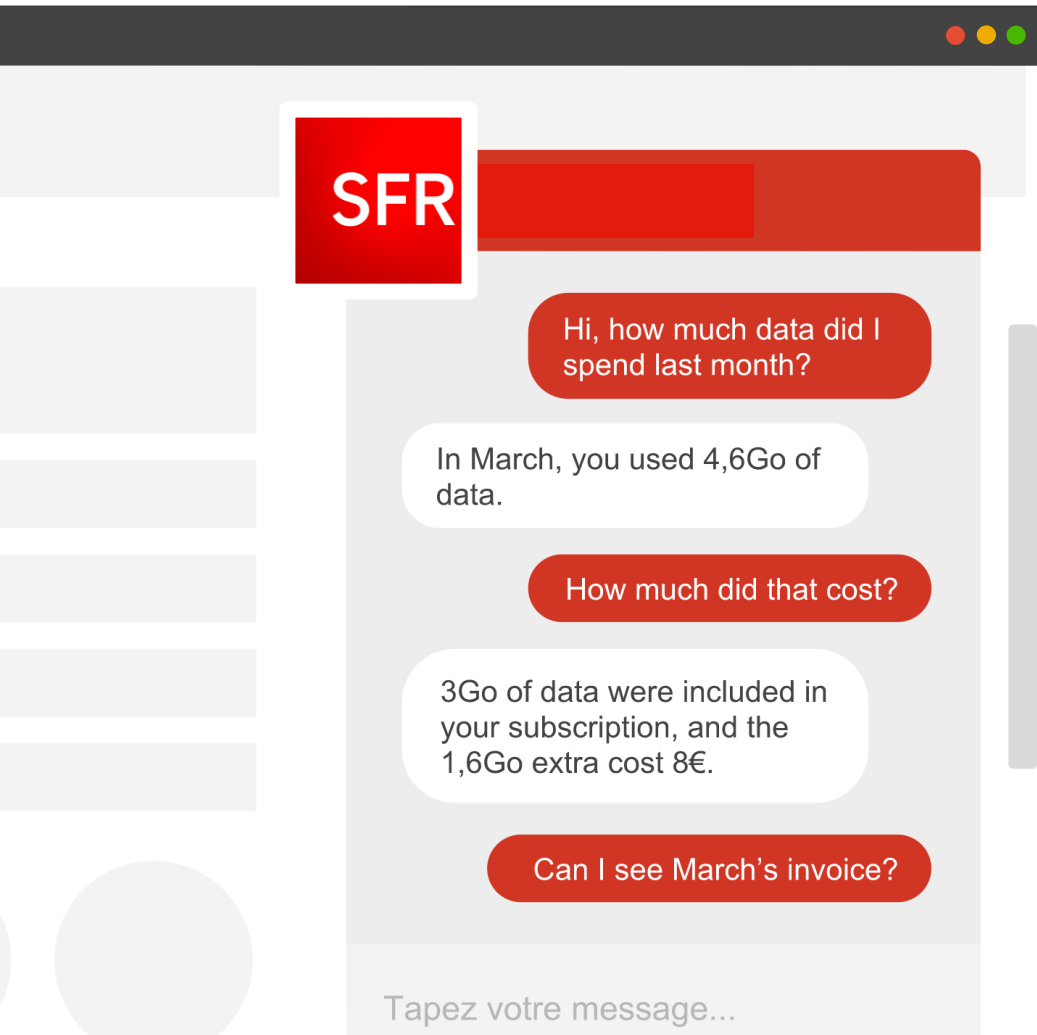 SFR
Hi, how much data did I
spend last month?
In March, you used 4,6Go of
data.
How much did that cost?
3Go of data were included in
your subscription, and the
1,6Go extra cost 8€.
Can I see March’s invoice?
Tapez votre message...